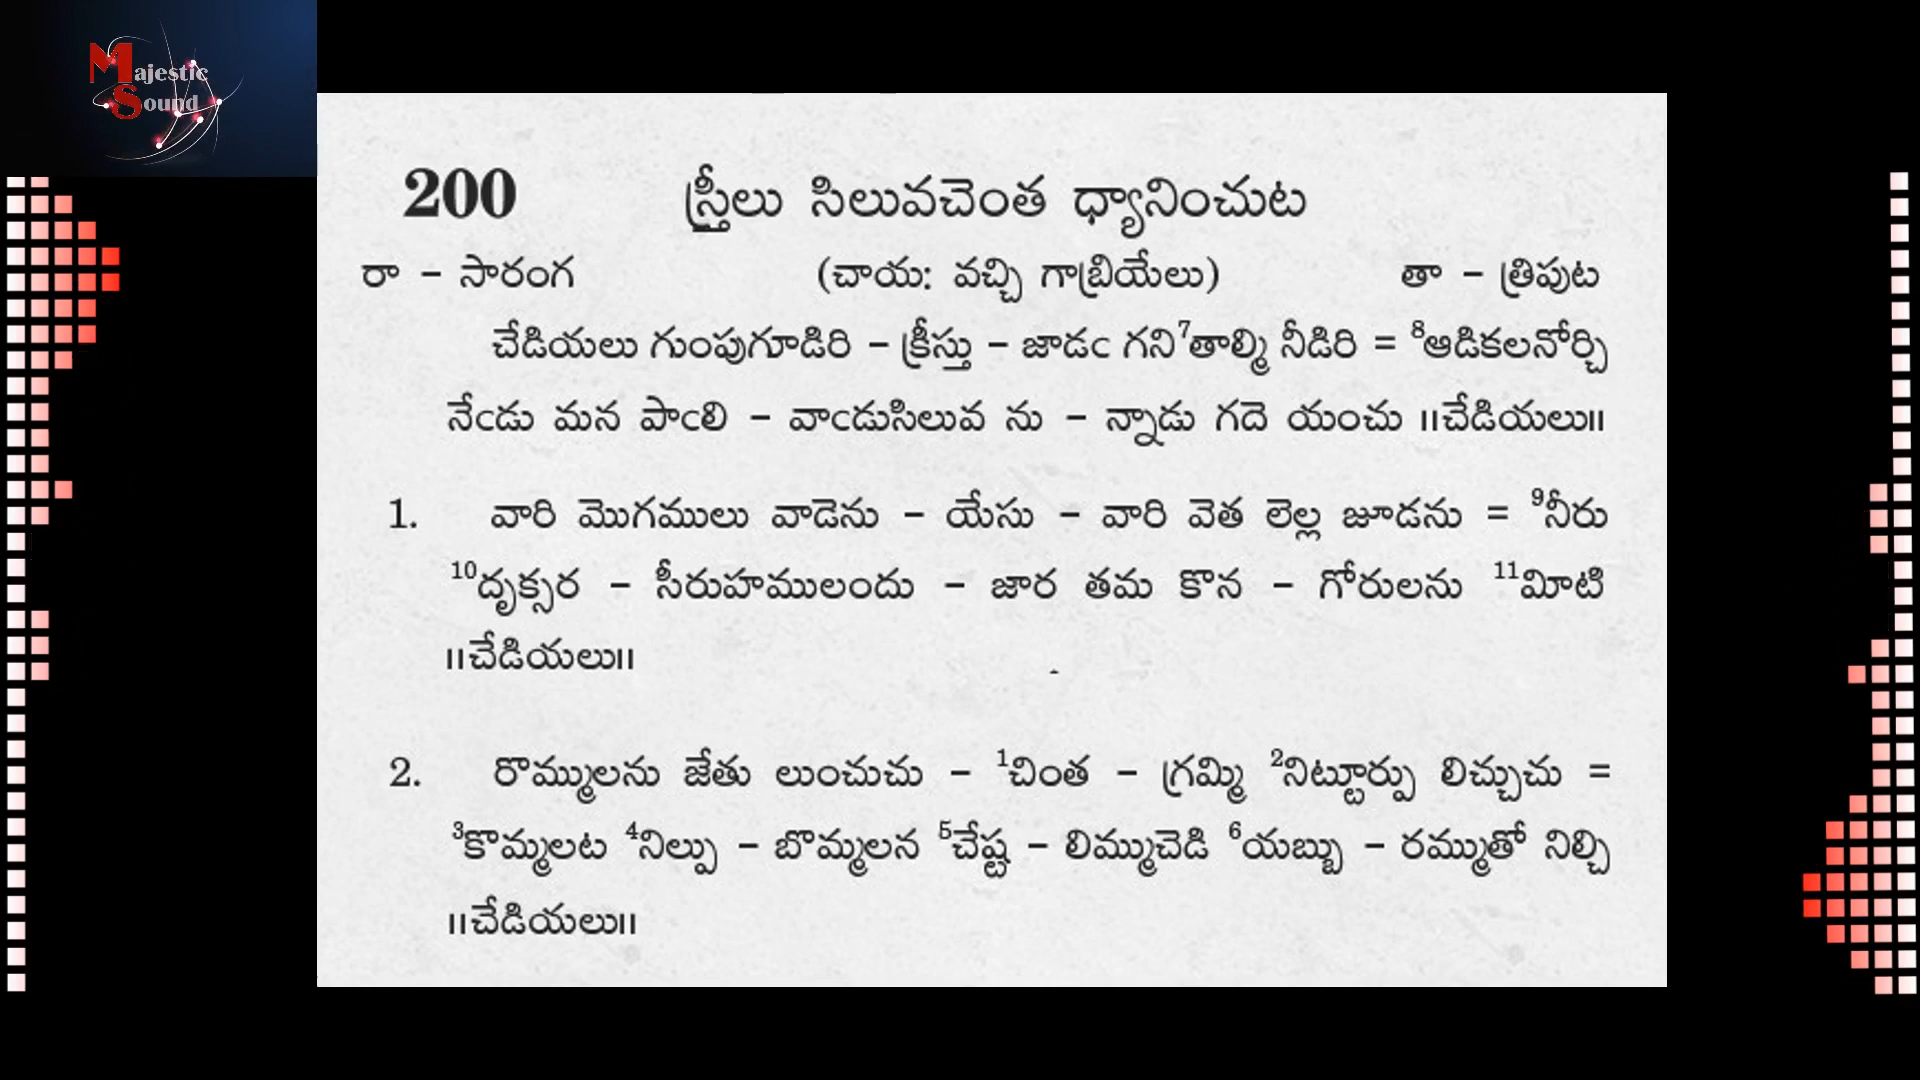 Majestic
Sound
200 స్త్రీలు సిలువచెంత ధ్యానించుట
రా - సారంగ (చాయ: వచ్చి గాబ్రియేలు) తా - త్రిపుట
చేడియలు గుంపుగూడిరి - క్రీస్తు - జాడఁ గని⁷తాల్మి నీడిరి = ⁸ఆడికలనోర్చి
నేఁడు మన పాఁలి - వాఁడుసిలువ ను - న్నాడు గదె యంచు ॥చేడియలు॥
1. వారి మొగములు వాడెను - యేసు - వారి వెత లెల్ల జూడను = ⁹నీరు
¹⁰దృక్సర - సీరుహములందు - జార తమ కొన - గోరులను ¹¹మీటి
॥చేడియలు॥
2. రొమ్ములను జేతు లుంచుచు - ¹చింత - గ్రమ్మి ²నిట్టూర్పు లిచ్చుచు =
³కొమ్మలట ⁴నిల్పు - బొమ్మలన ⁵చేష్ట - లిమ్ముచెడి ⁶యబ్బు - రమ్ముతో నిల్చి
॥చేడియలు॥